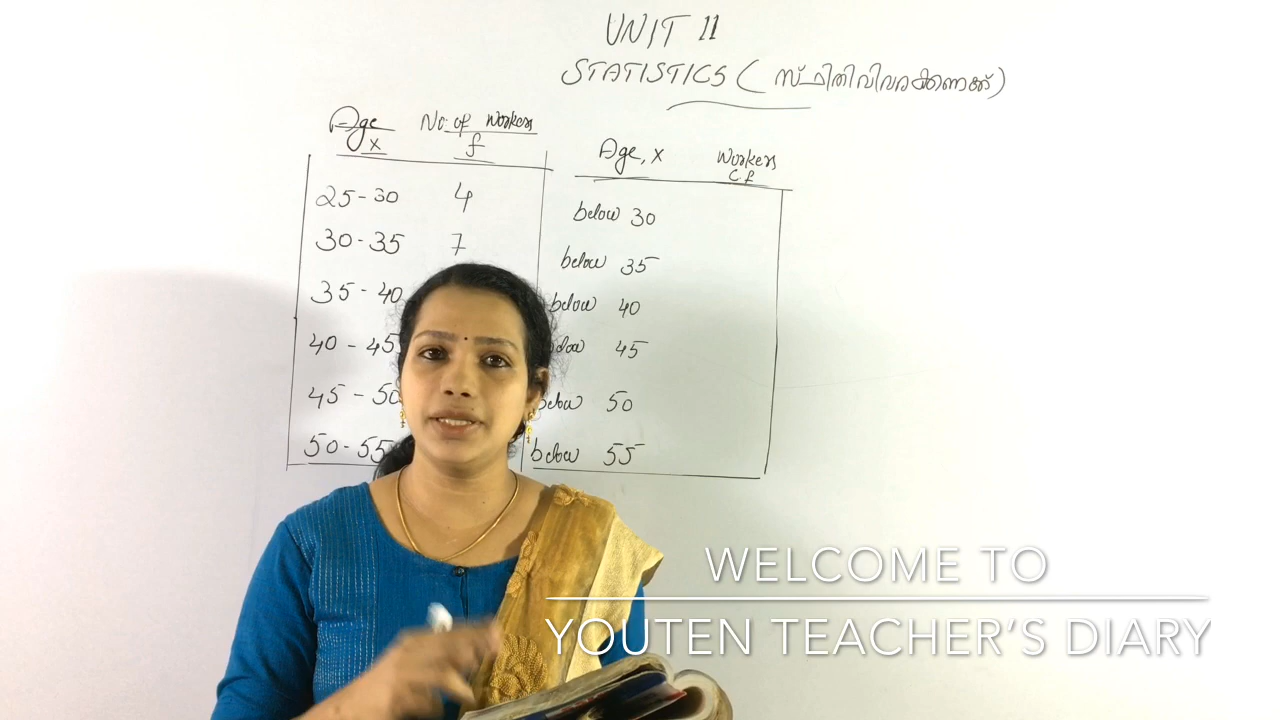 UNIT 11
STATISTICS ( സ്ഥിതിവിവരക്കണക്ക്)
Age No: of workers
x f
25-30 4
30-35 7
35-40
40-45
45-50
50-55
Age, x Workers
c.f
below 30
below 35
below 40
below 45
below 50
below 55
WELCOME TO
YOUTEN TEACHER'S DIARY